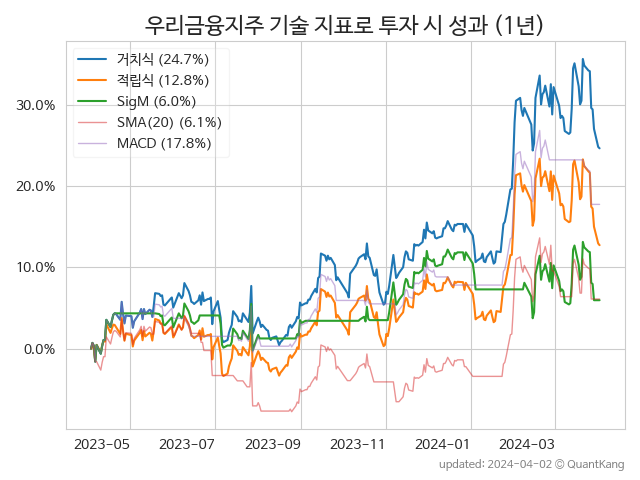 우리금융지주 기술 지표로 투자 시 성과 (1년)
거치식 (24.7%)
적립식 (12.8%)
SigM (6.0%)
SMA(20) (6.1%)
MACD (17.8%)
30.0%
20.0%
10.0%
0.0%
2023-05 2023-07 2023-09 2023-11 2024-01 2024-03
updated: 2024-04-02 © QuantKang